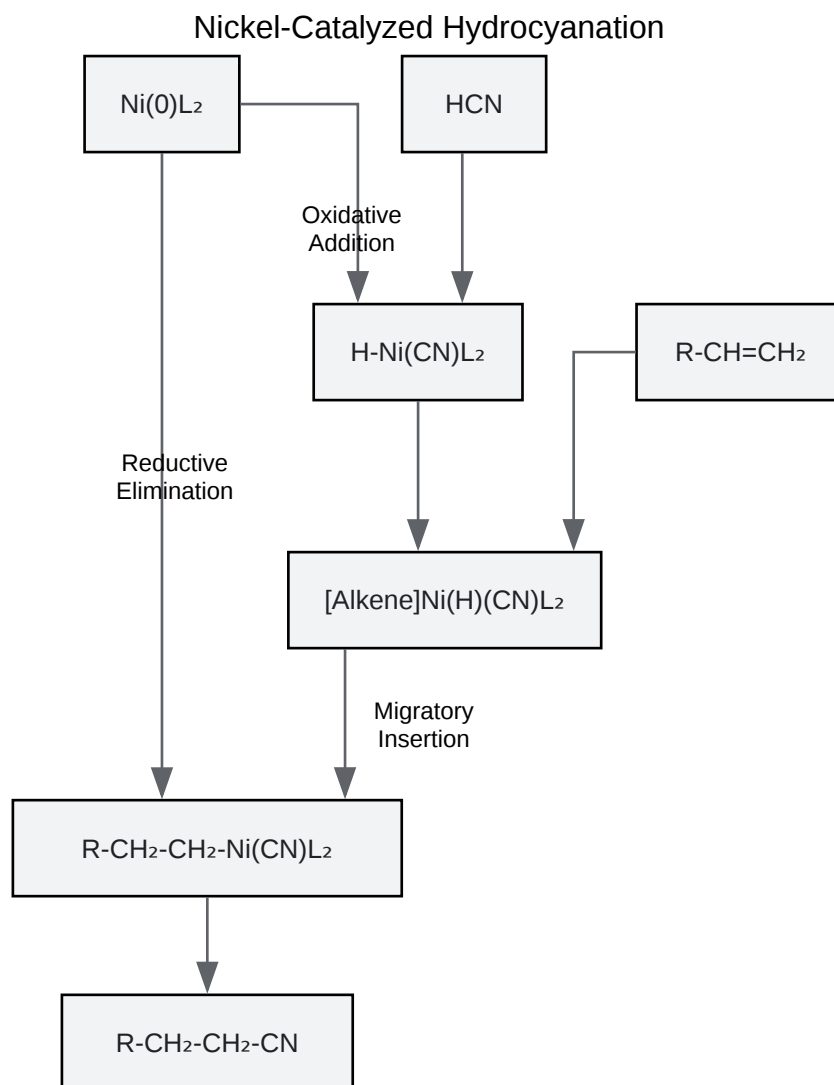 Nickel-Catalyzed Hydrocyanation
Ni(0)L₂
HCN
Oxidative
Addition
H-Ni(CN)L₂
R-CH=CH₂
Reductive
Elimination
[Alkene]Ni(H)(CN)L₂
Migratory
Insertion
R-CH₂-CH₂-Ni(CN)L₂
R-CH₂-CH₂-CN